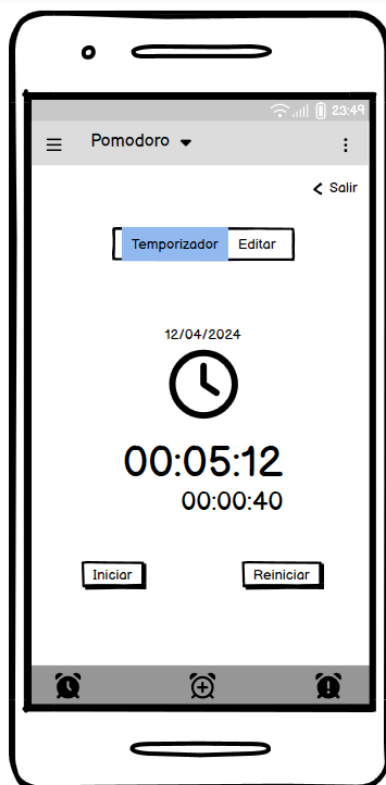 23:49
Pomodoro
Salir
Temporizador Editar
12/04/2024
00:05:12
00:00:40
Iniciar Reiniciar